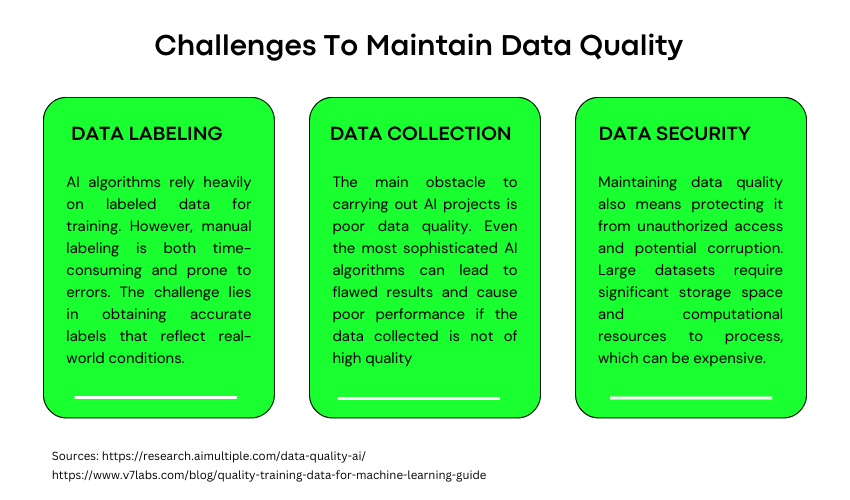 Challenges To Maintain Data Quality
DATA LABELING
AI algorithms rely heavily
on labeled data for
training. However, manual
labeling is both time-
consuming and prone to
errors. The challenge lies
in obtaining accurate
labels that reflect real-
world conditions.
DATA COLLECTION
The main obstacle to
carrying out AI projects is
poor data quality. Even
the most sophisticated AI
algorithms can lead to
flawed results and cause
poor performance if the
data collected is not of
high quality
DATA SECURITY
Maintaining data quality
also means protecting it
from unauthorized access
and potential corruption.
Large datasets require
significant storage space
and computational
resources to process,
which can be expensive.
Sources: https://research.aimultiple.com/data-quality-ai/
https://www.v7labs.com/blog/quality-training-data-for-machine-learning-guide